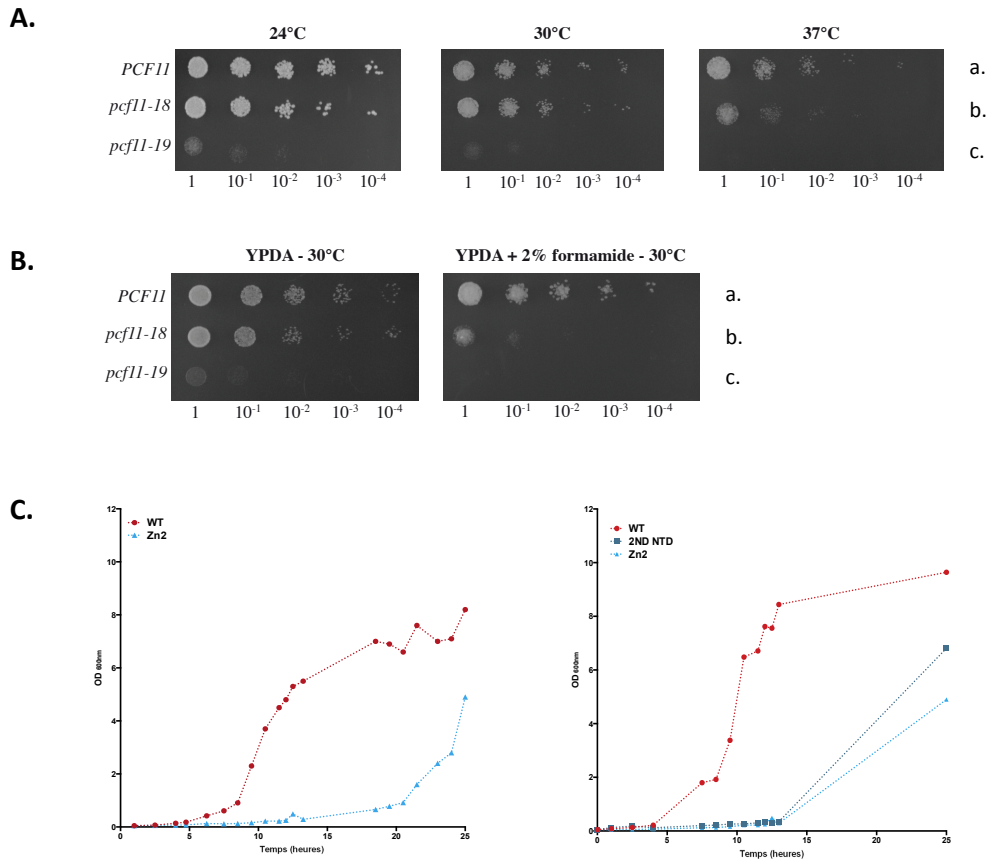 A.
24°C
30°C
37°C
PCF11
a.
pcf11-18
b.
pcf11-19
c.
1 10-1 10-2 10-3 10-4
1 10-1 10-2 10-3 10-4
1 10-1 10-2 10-3 10-4
B.
YPDA - 30°C
YPDA + 2% formamide - 30°C
PCF11
a.
pcf11-18
b.
pcf11-19
c.
1 10-1 10-2 10-3 10-4
1 10-1 10-2 10-3 10-4
C.
WT
Zn2
OD 600nm
12
10
8
6
4
2
0
0 5 10 15 20 25
Temps (heures)
WT
2ND NTD
Zn2
OD 600nm
12
10
8
6
4
2
0
0 5 10 15 20 25
Temps (heures)